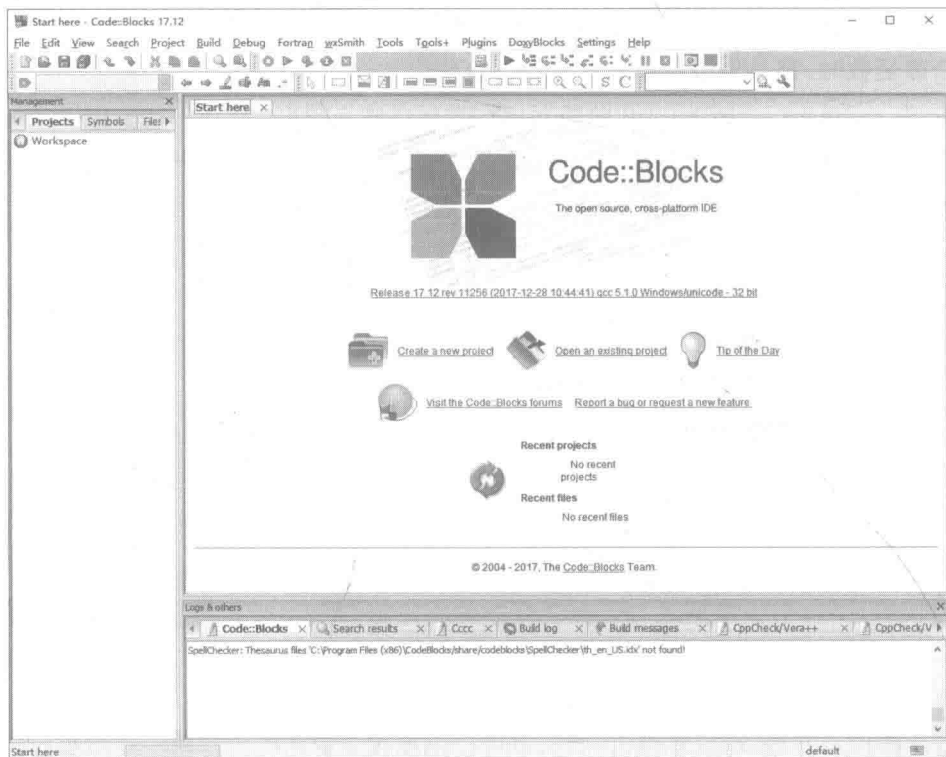 Start here - Code::Blocks 17.12
File Edit View Search Project Build Debug Fortran wxSmith Tools Tools+ Plugins DoxyBlocks Settings Help
S C
Management
Projects Symbols Files
Workspace
Start here
Code::Blocks
The open source, cross-platform IDE
Release 17.12 rev 11256 (2017-12-28 10:44:41) gcc 5.1.0 Windows/unicode - 32 bit
Create a new project Open an existing project Tip of the Day
Visit the Code::Blocks forums Report a bug or request a new feature
Recent projects
No recent
projects
Recent files
No recent files
© 2004 - 2017, The Code::Blocks Team.
Logs & others
Code::Blocks Search results Cccc Build log Build messages CppCheck/Vera++ CppCheck/V
SpellChecker: Thesaurus files 'C:\Program Files (x86)\CodeBlocks/share/codeblocks\SpellChecker\th_en_US.idx' not found!
Start here default